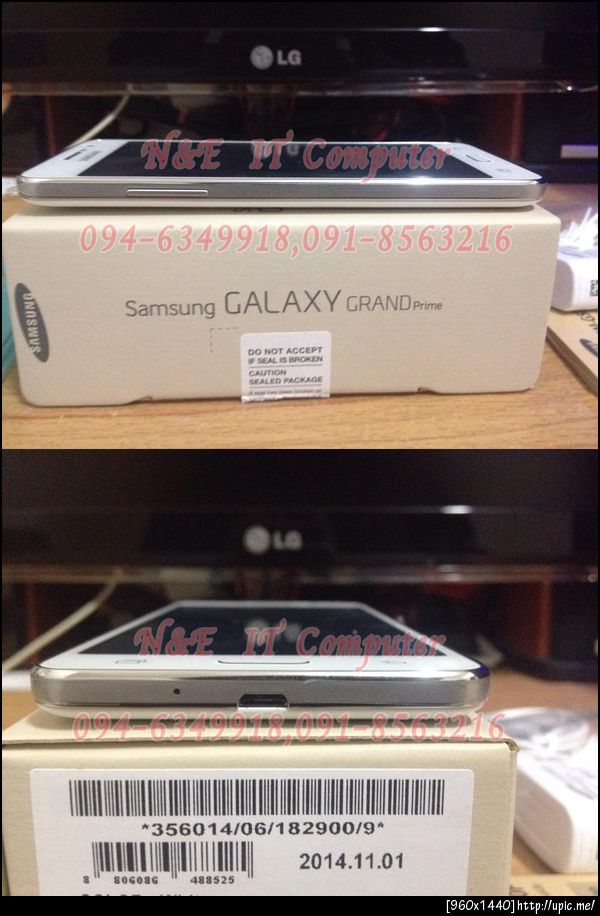 LG
N&E IT Computer
094-6349918,091-8563216
SAMSUNG
Samsung GALAXY GRAND Prime
DO NOT ACCEPT
IF SEAL IS BROKEN
CAUTION
SEALED PACKAGE
LG
N&E IT Computer
094-6349918,091-8563216
*356014/06/182900/9*
8 806086 488525
2014.11.01
[960x1440]http://upic.me/